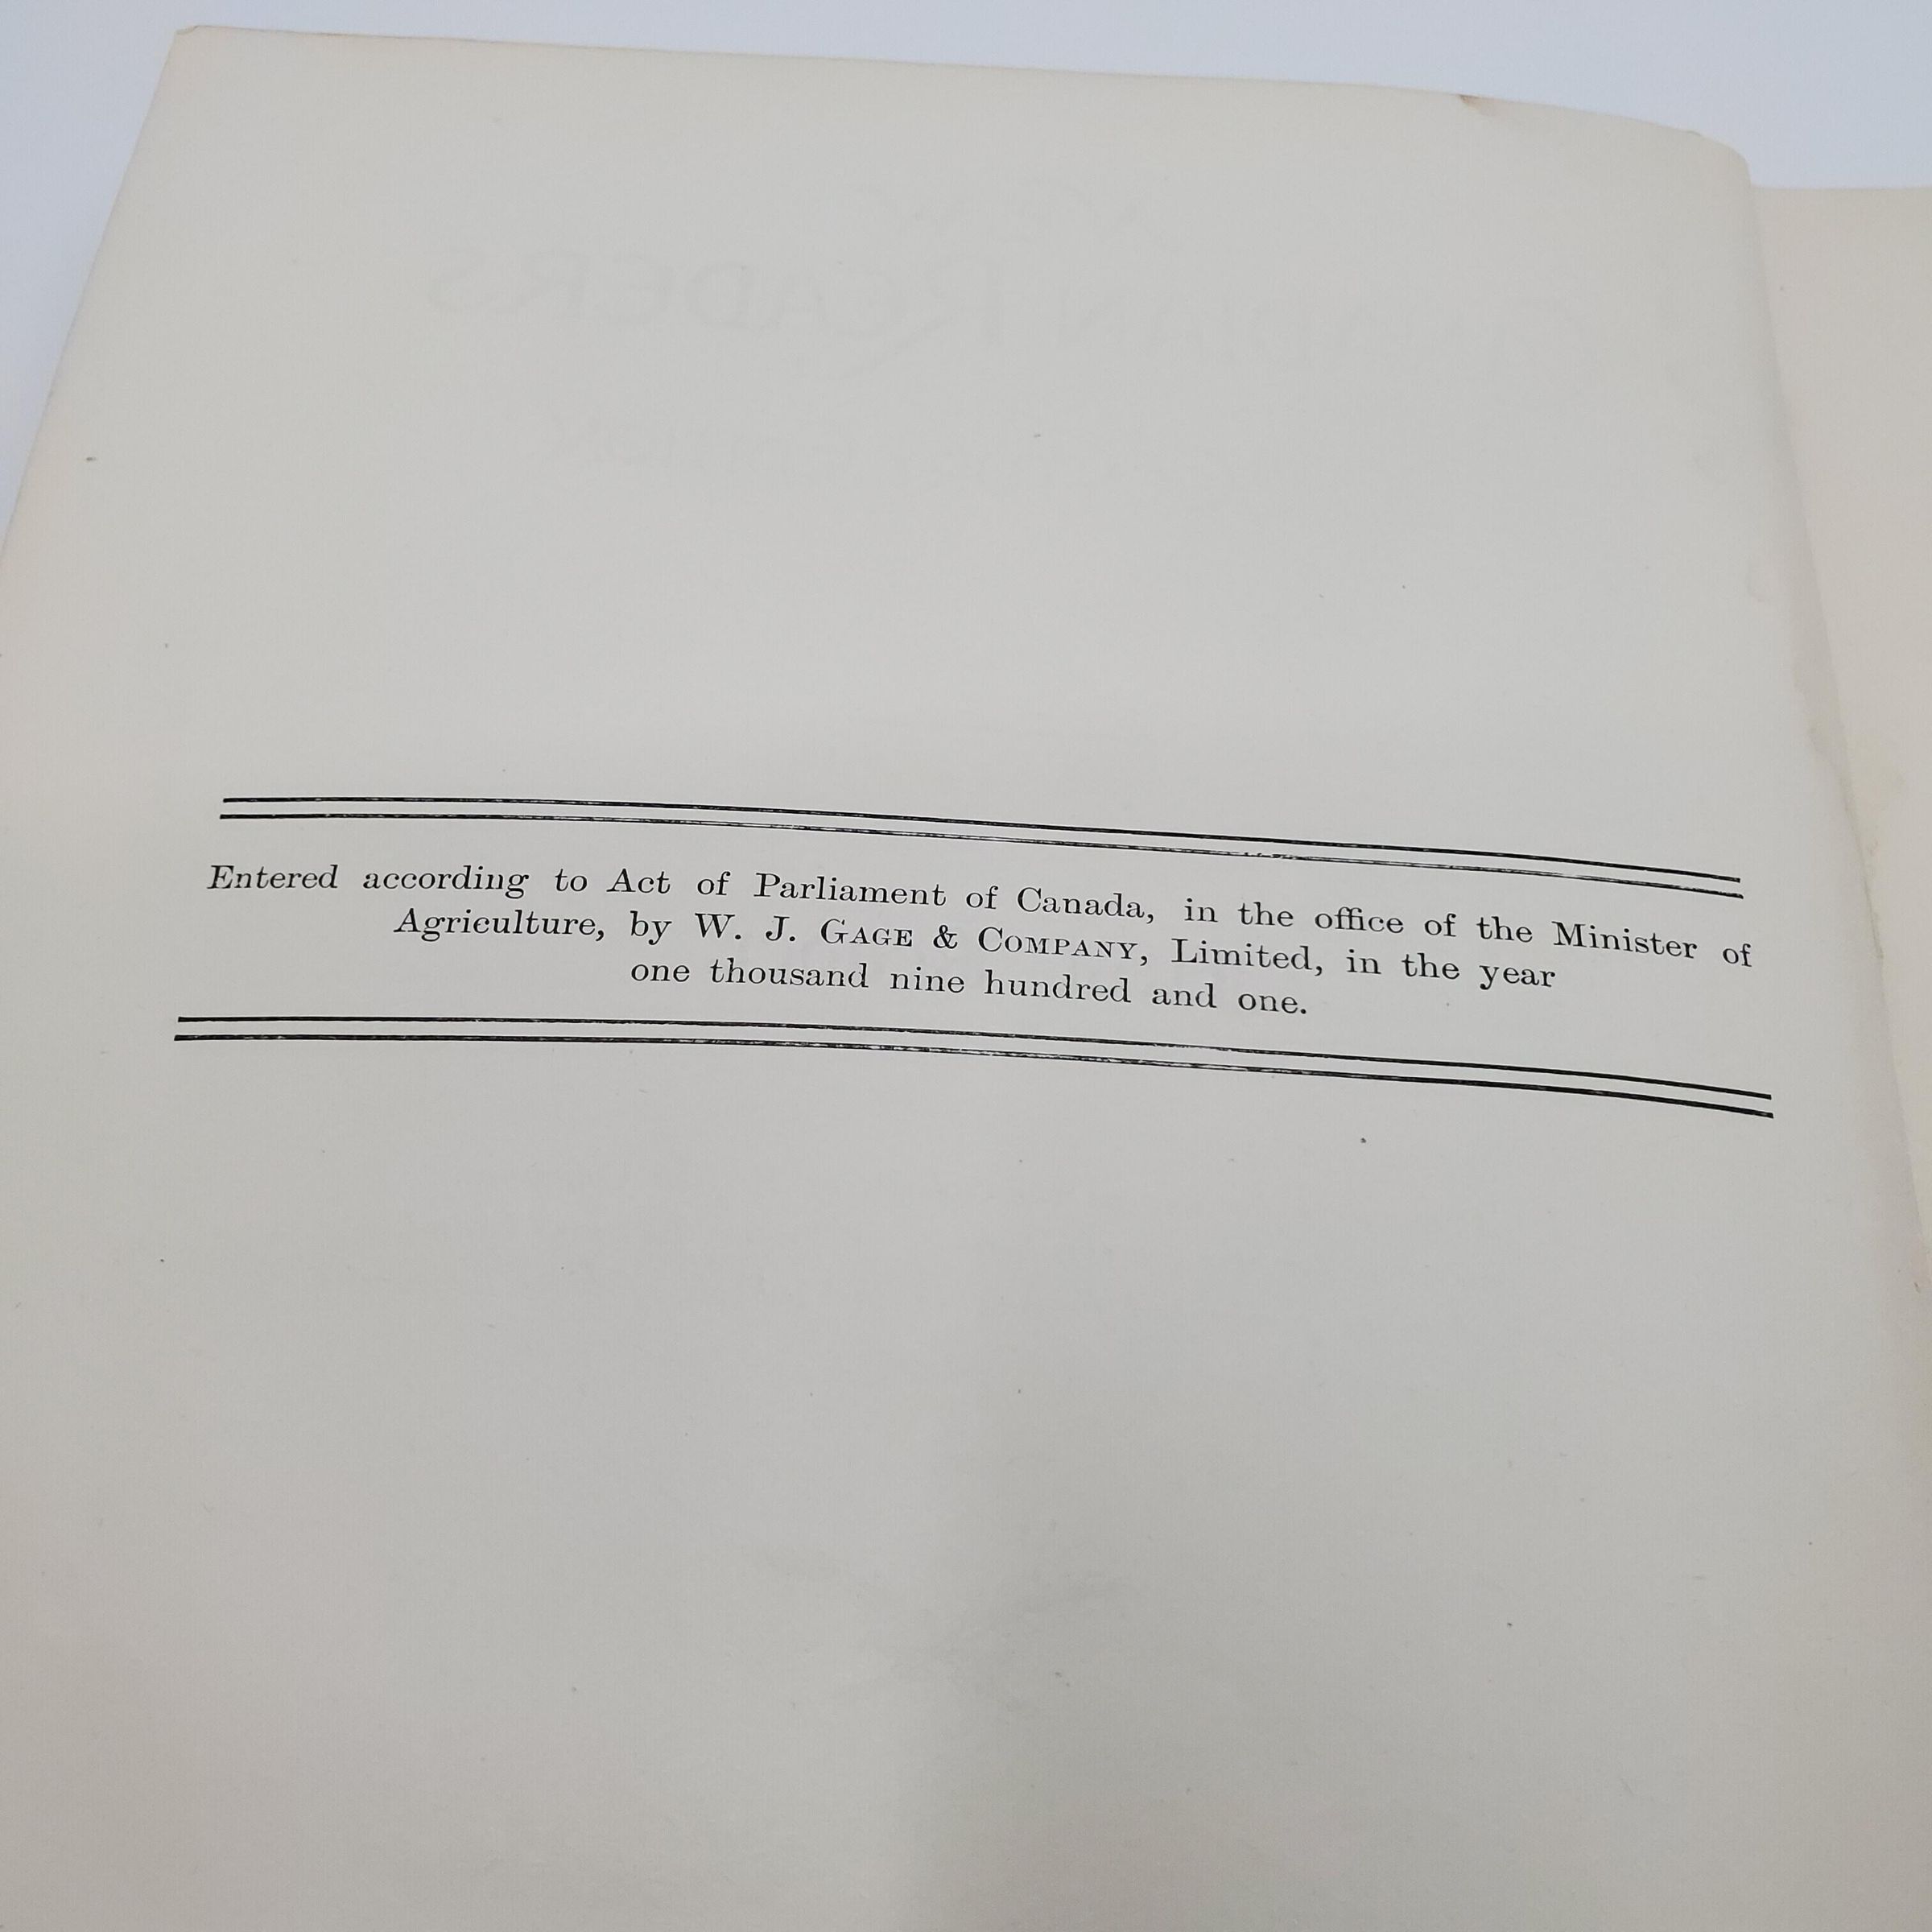 Entered according to Act of Parliament of Canada, in the office of the Minister of
Agriculture, by W. J. GAGE & COMPANY, Limited, in the year
one thousand nine hundred and one.